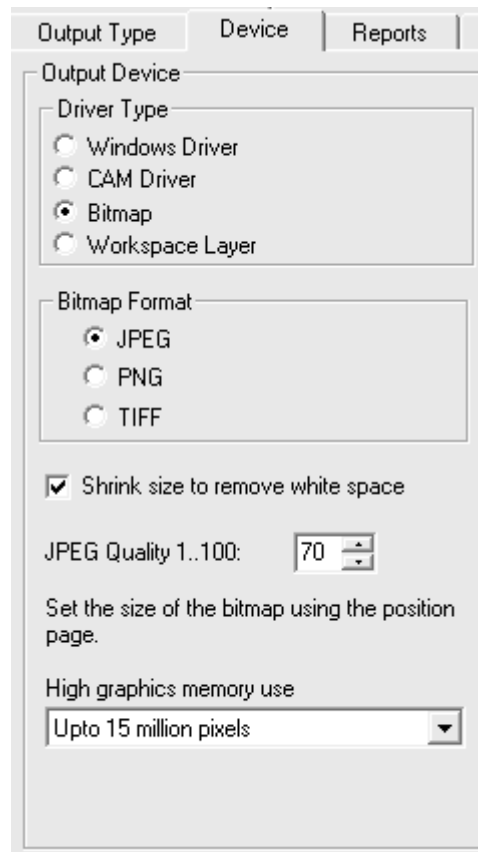 Output Type Device Reports
Output Device
Driver Type
Windows Driver
CAM Driver
Bitmap
Workspace Layer
Bitmap Format
JPEG
PNG
TIFF
Shrink size to remove white space
JPEG Quality 1..100: 70
Set the size of the bitmap using the position
page.
High graphics memory use
Upto 15 million pixels